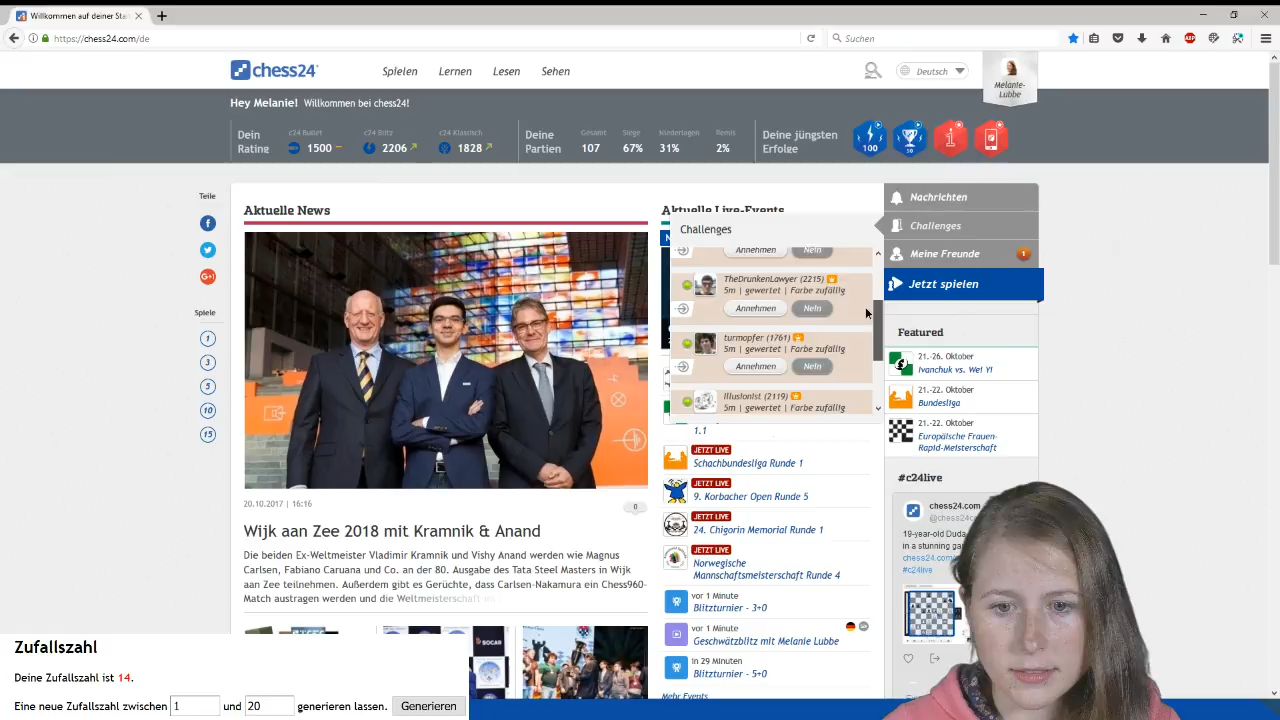 Willkommen auf deiner Star
https://chess24.com/de
Suchen
chess24
Spielen
Lernen
Lesen
Sehen
Deutsch
Melanie-
Lubbe
Hey Melanie! Willkommen bei chess24!
Dein
Rating
c24 Bullet
1500
c24 Blitz
2206
c24 Klassisch
1828
Deine
Partien
Gesamt
107
Siege
67%
Niederlagen
31%
Remis
2%
Deine jüngsten
Erfolge
100
50
1
Teile
Spiele
1
3
5
10
15
Aktuelle News
20.10.2017 | 16:16
0
Wijk aan Zee 2018 mit Kramnik & Anand
Die beiden Ex-Weltmeister Vladimir Kramnik und Vishy Anand werden wie Magnus
Carlsen, Fabiano Caruana und Co. an der 80. Ausgabe des Tata Steel Masters in Wijk
aan Zee teilnehmen. Außerdem gibt es Gerüchte, dass Carlsen-Nakamura ein Chess960-
Match austragen werden und die Weltmeisterschaft
SOCAR
Aktuelle Live-Events
Challenges
Annehmen
Nein
TheDrunkenLawyer (2215)
5m | gewertet | Farbe zufällig
Annehmen
Nein
turmopfer (1761)
5m | gewertet | Farbe zufällig
Annehmen
Nein
Illusionist (2119)
5m | gewertet | Farbe zufällig
1.1
JETZT LIVE
Schachbundesliga Runde 1
JETZT LIVE
9. Korbacher Open Runde 5
JETZT LIVE
24. Chigorin Memorial Runde 1
JETZT LIVE
Norwegische
Mannschaftsmeisterschaft Runde 4
vor 1 Minute
Blitzturnier - 3+0
vor 1 Minute
Geschwätzblitz mit Melanie Lubbe
in 29 Minuten
Blitzturnier - 5+0
Mehr Events
Nachrichten
Challenges
Meine Freunde
1
Jetzt spielen
Featured
21.-26. Oktober
Ivanchuk vs. Wei Yi
21.-22. Oktober
Bundesliga
21.-22. Oktober
Europäische Frauen-
Rapid-Meisterschaft
#c24live
chess24.com
@chess24c
19-year-old Duda
in a stunning ga
chess24.com/
#c24live
Zufallszahl
Deine Zufallszahl ist 14.
Eine neue Zufallszahl zwischen 1 und 20 generieren lassen. Generieren